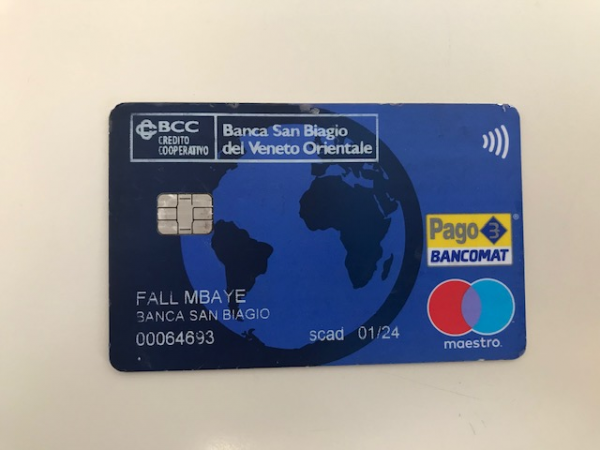 BCC
CREDITO
COOPERATIVO
Banca San Biagio
del Veneto Orientale
Pago
BANCOMAT
FALL MBAYE
BANCA SAN BIAGIO
00064693
scad 01/24
maestro